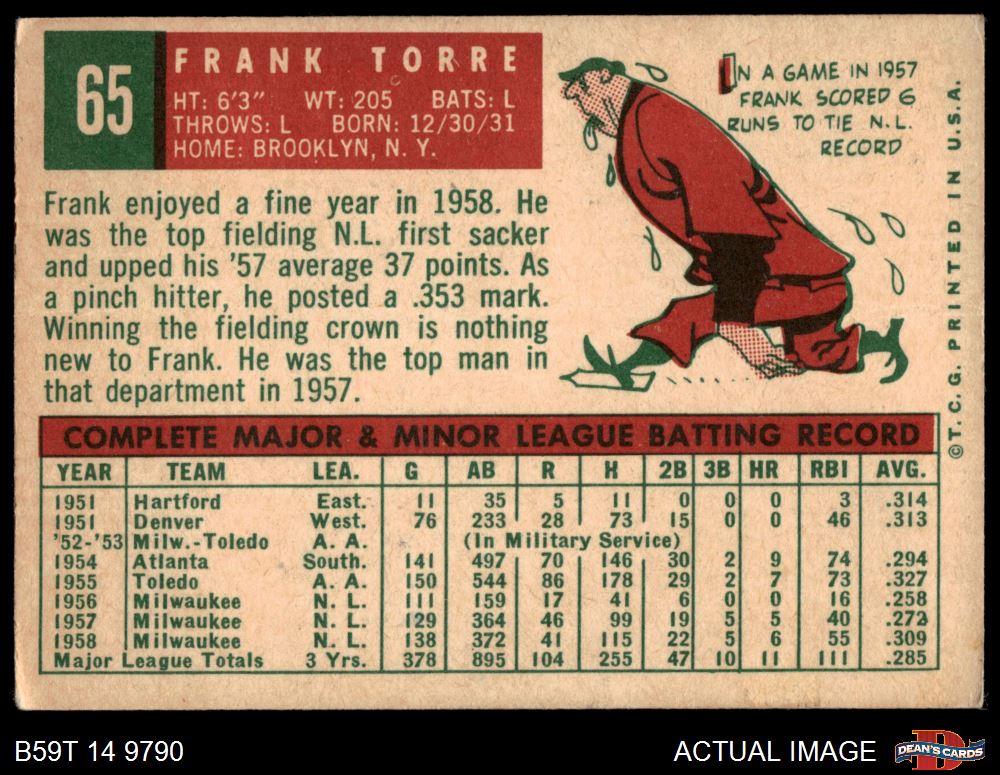 65
FRANK TORRE
HT: 6'3" WT: 205 BATS: L
THROWS: L BORN: 12/30/31
HOME: BROOKLYN, N. Y.
IN A GAME IN 1957
FRANK SCORED 6
RUNS TO TIE N.L.
RECORD
Frank enjoyed a fine year in 1958. He
was the top fielding N.L. first sacker
and upped his '57 average 37 points. As
a pinch hitter, he posted a .353 mark.
Winning the fielding crown is nothing
new to Frank. He was the top man in
that department in 1957.
©T.C.G. PRINTED IN U.S.A.
COMPLETE MAJOR & MINOR LEAGUE BATTING RECORD
YEAR TEAM LEA. G AB R H 2B 3B HR RBI AVG.
1951 Hartford East. 11 35 5 11 0 0 0 3 .314
1951 Denver West. 76 233 28 73 15 0 0 46 .313
'52-'53 Milw.-Toledo A. A. (In Military Service)
1954 Atlanta South. 141 497 70 146 30 2 9 74 .294
1955 Toledo A. A. 150 544 86 178 29 2 7 73 .327
1956 Milwaukee N. L. 111 159 17 41 6 0 0 16 .258
1957 Milwaukee N. L. 129 364 46 99 19 5 5 40 .272
1958 Milwaukee N. L. 138 372 41 115 22 5 6 55 .309
Major League Totals 3 Yrs. 378 895 104 255 47 10 11 111 .285
B59T 14 9790
ACTUAL IMAGE
DEAN'S CARDS